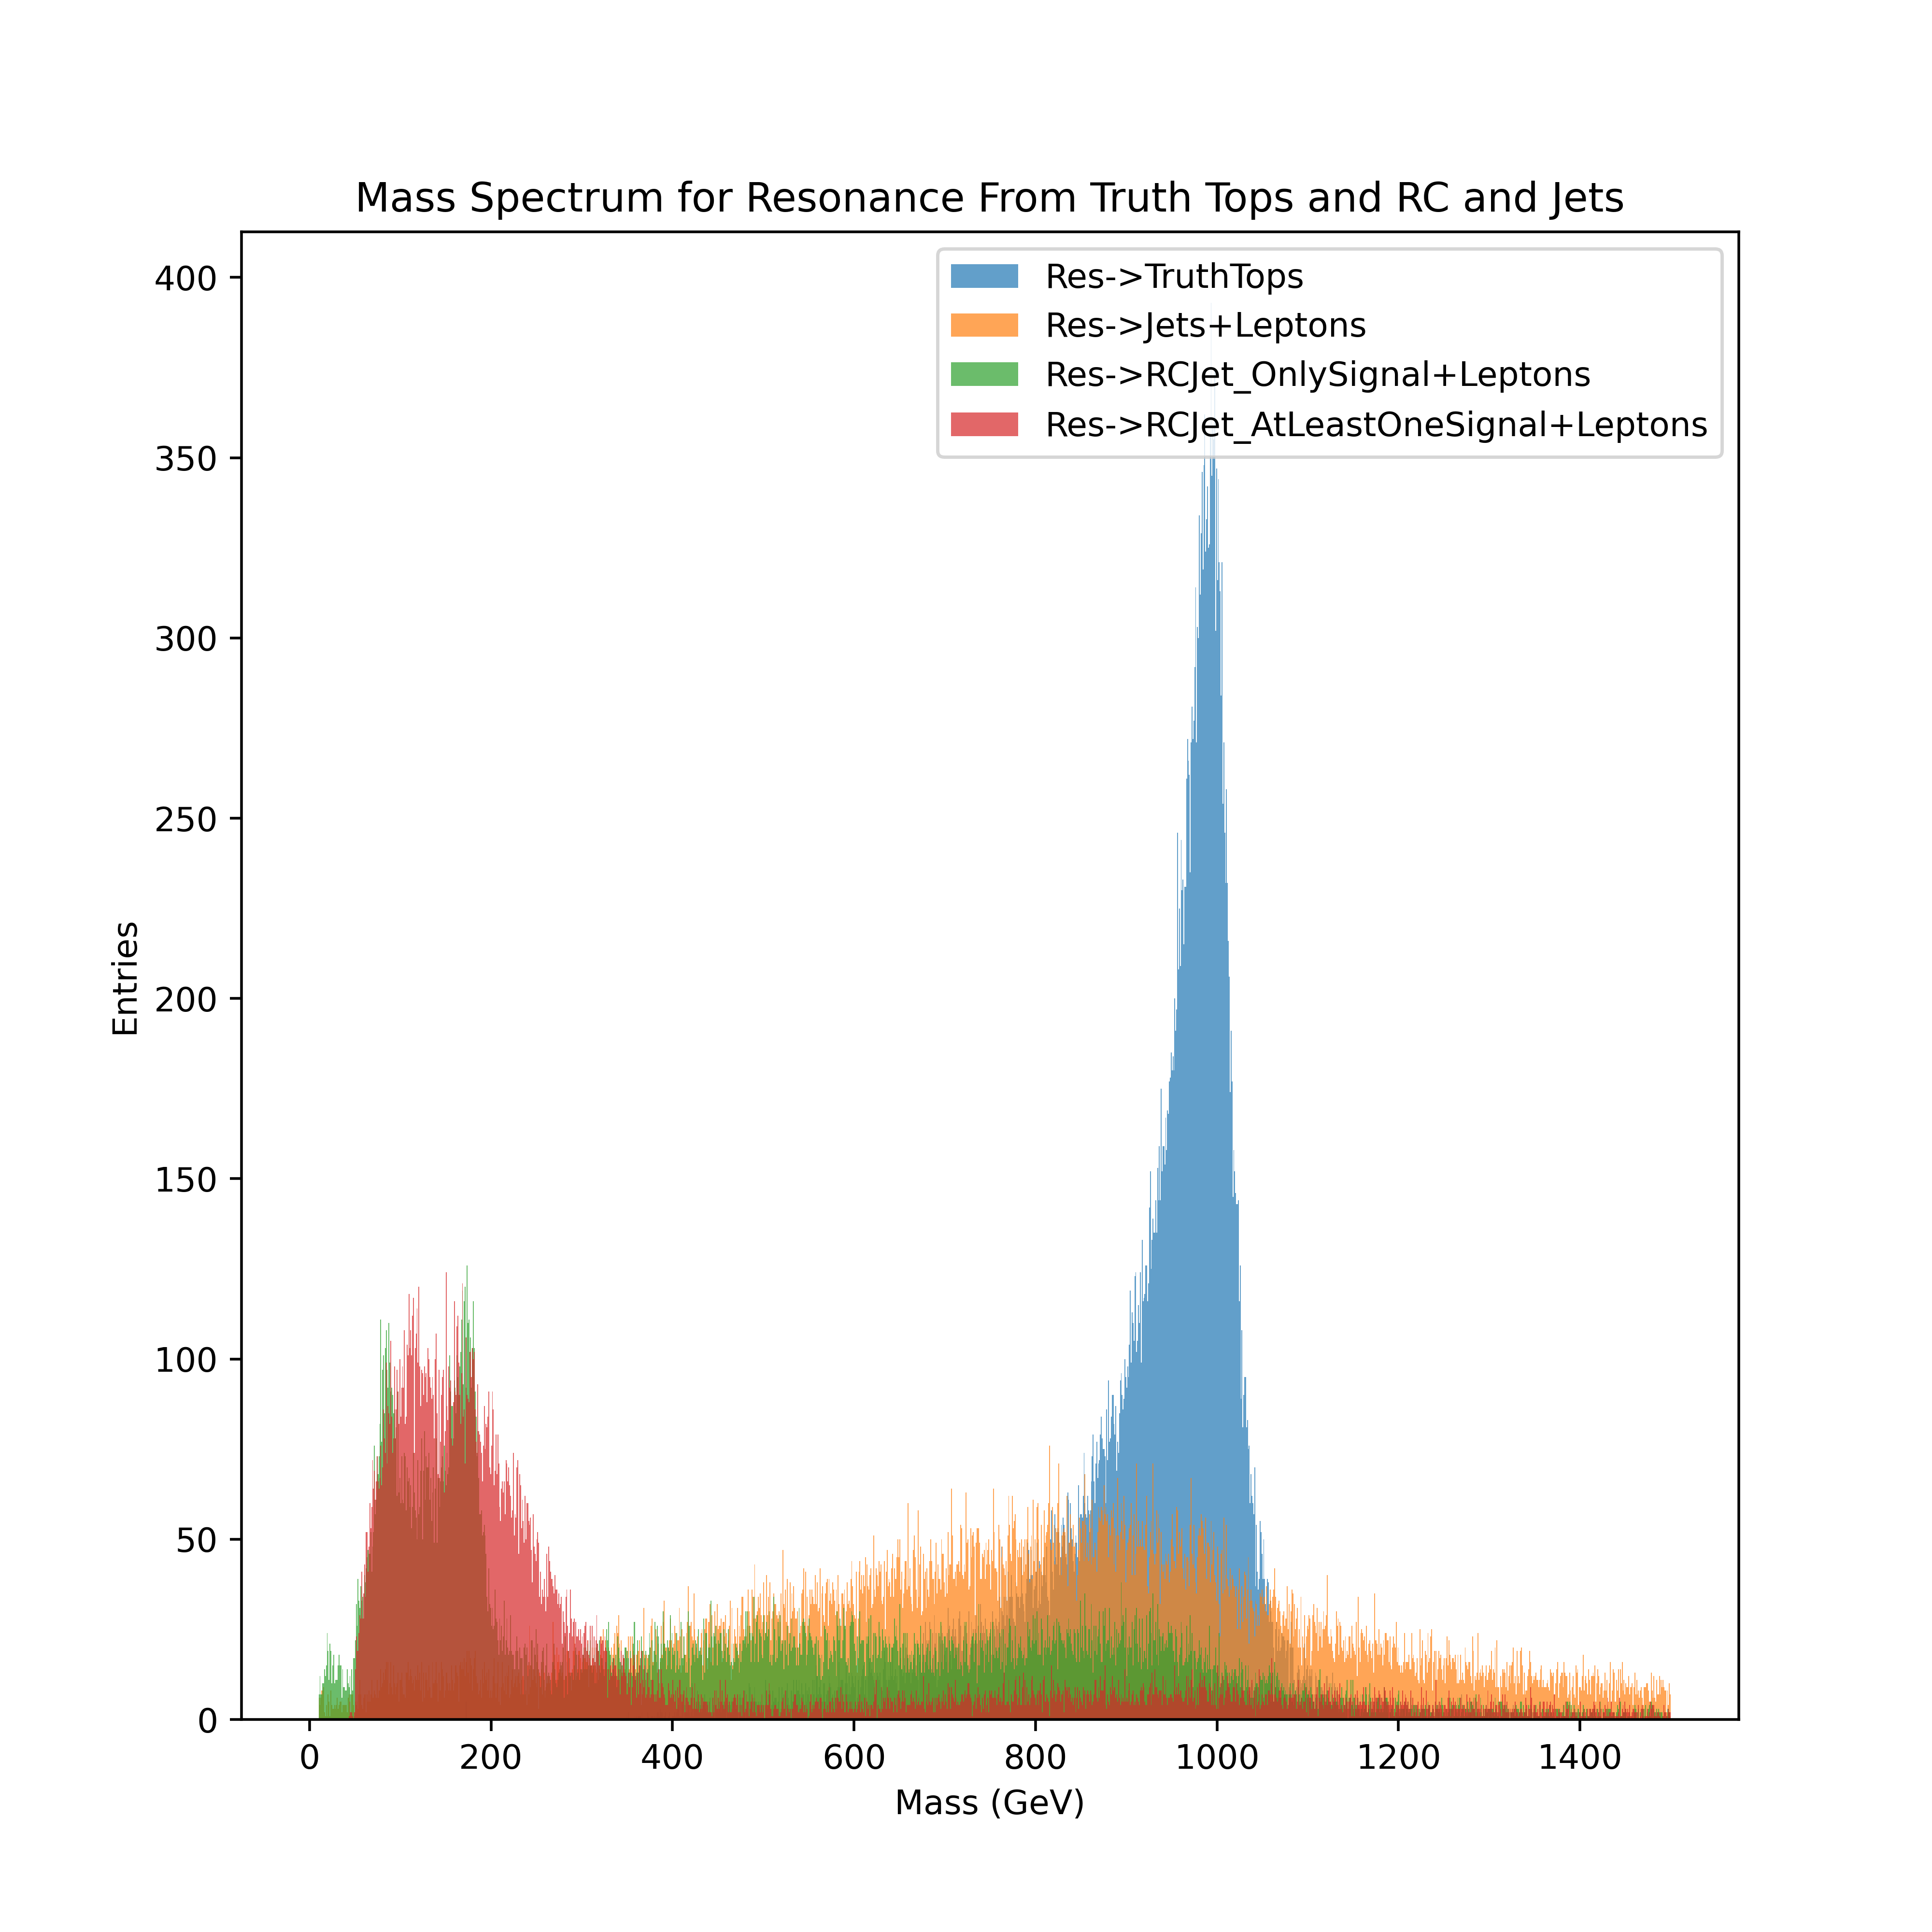 Mass Spectrum for Resonance From Truth Tops and RC and Jets
Res->TruthTops
Res->Jets+Leptons
Res->RCJet_OnlySignal+Leptons
Res->RCJet_AtLeastOneSignal+Leptons
400
350
300
250
200
150
100
50
0
Entries
0 200 400 600 800 1000 1200 1400
Mass (GeV)